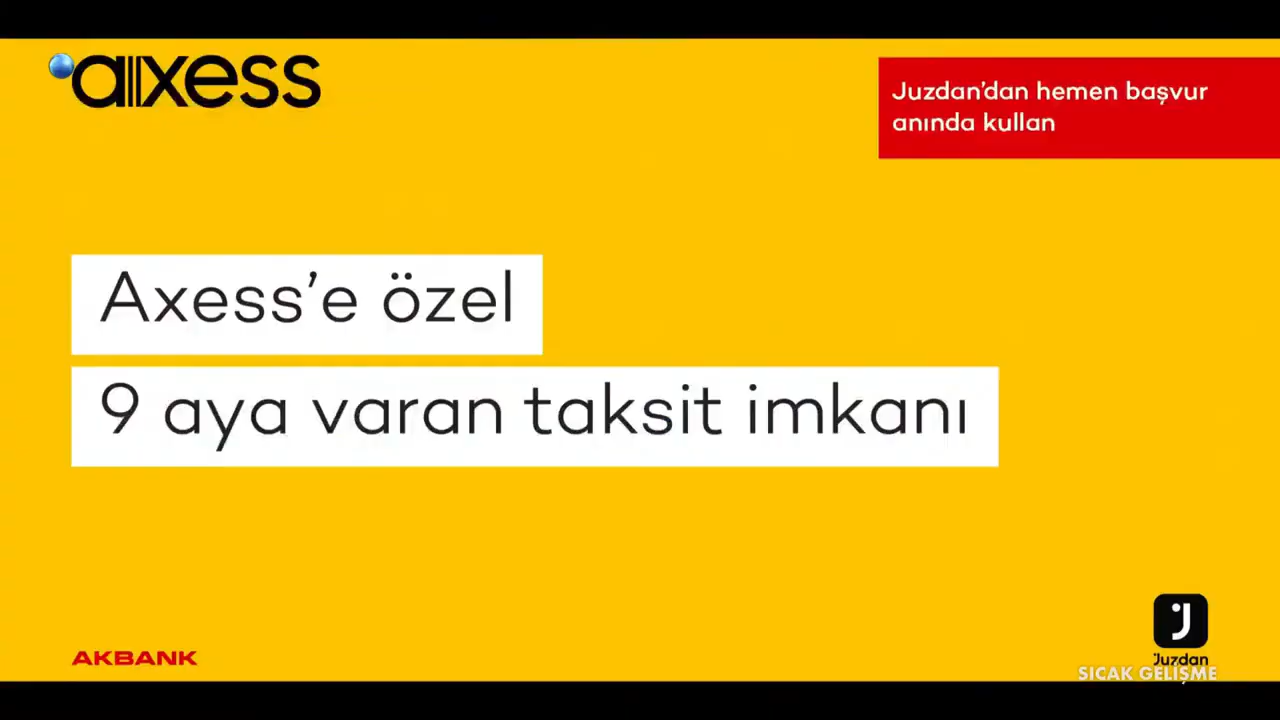 axess
Juzdan’dan hemen başvur
anında kullan
Axess’e özel
9 aya varan taksit imkanı
AKBANK
Juzdan
SICAK GELİŞME